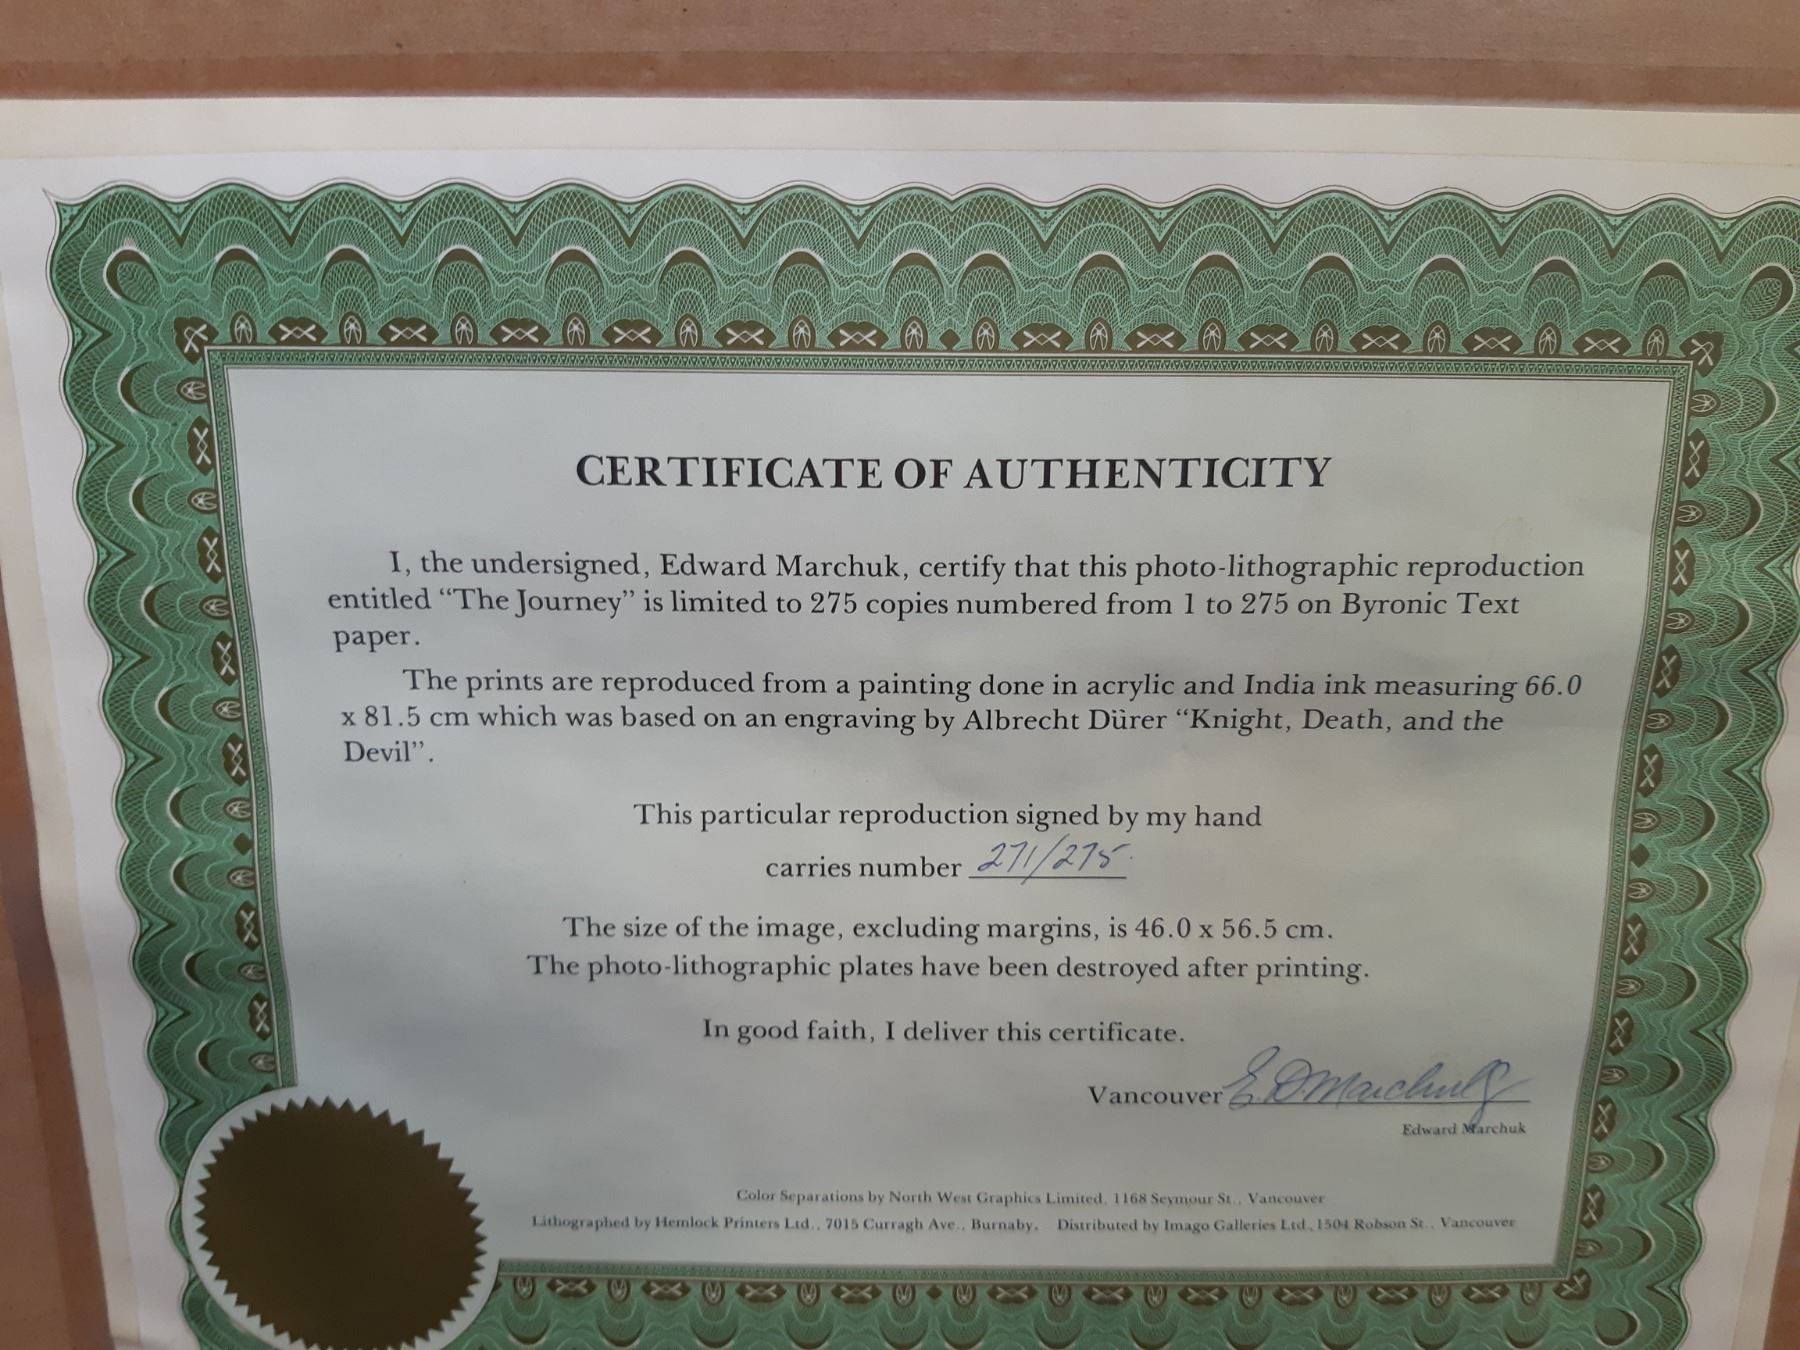 CERTIFICATE OF AUTHENTICITY
I, the undersigned, Edward Marchuk, certify that this photo-lithographic reproduction
entitled “The Journey” is limited to 275 copies numbered from 1 to 275 on Byronic Text
paper.
The prints are reproduced from a painting done in acrylic and India ink measuring 66.0
x 81.5 cm which was based on an engraving by Albrecht Dürer “Knight, Death, and the
Devil”.
This particular reproduction signed by my hand
carries number 271/275.
The size of the image, excluding margins, is 46.0 x 56.5 cm.
The photo-lithographic plates have been destroyed after printing.
In good faith, I deliver this certificate.
Vancouver E. D. Marchuk
Edward Marchuk
Color Separations by North West Graphics Limited, 1168 Seymour St., Vancouver
Lithographed by Hemlock Printers Ltd., 7015 Curragh Ave., Burnaby. Distributed by Imago Galleries Ltd., 1504 Robson St., Vancouver